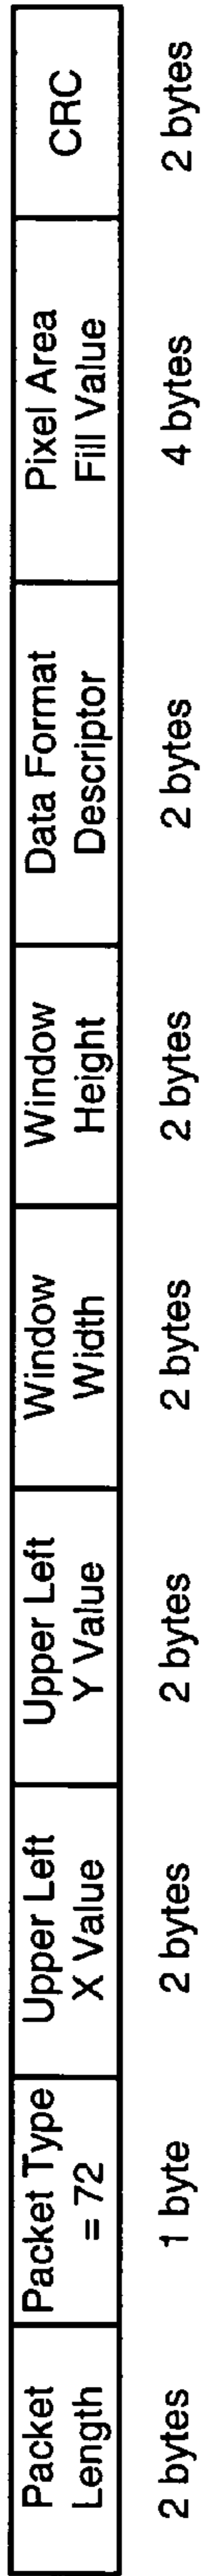 Packet
Length
Packet Type
= 72
Upper Left
X Value
Upper Left
Y Value
Window
Width
Window
Height
Data Format
Descriptor
Pixel Area
Fill Value
CRC
2 bytes
1 byte
2 bytes
2 bytes
2 bytes
2 bytes
2 bytes
4 bytes
2 bytes